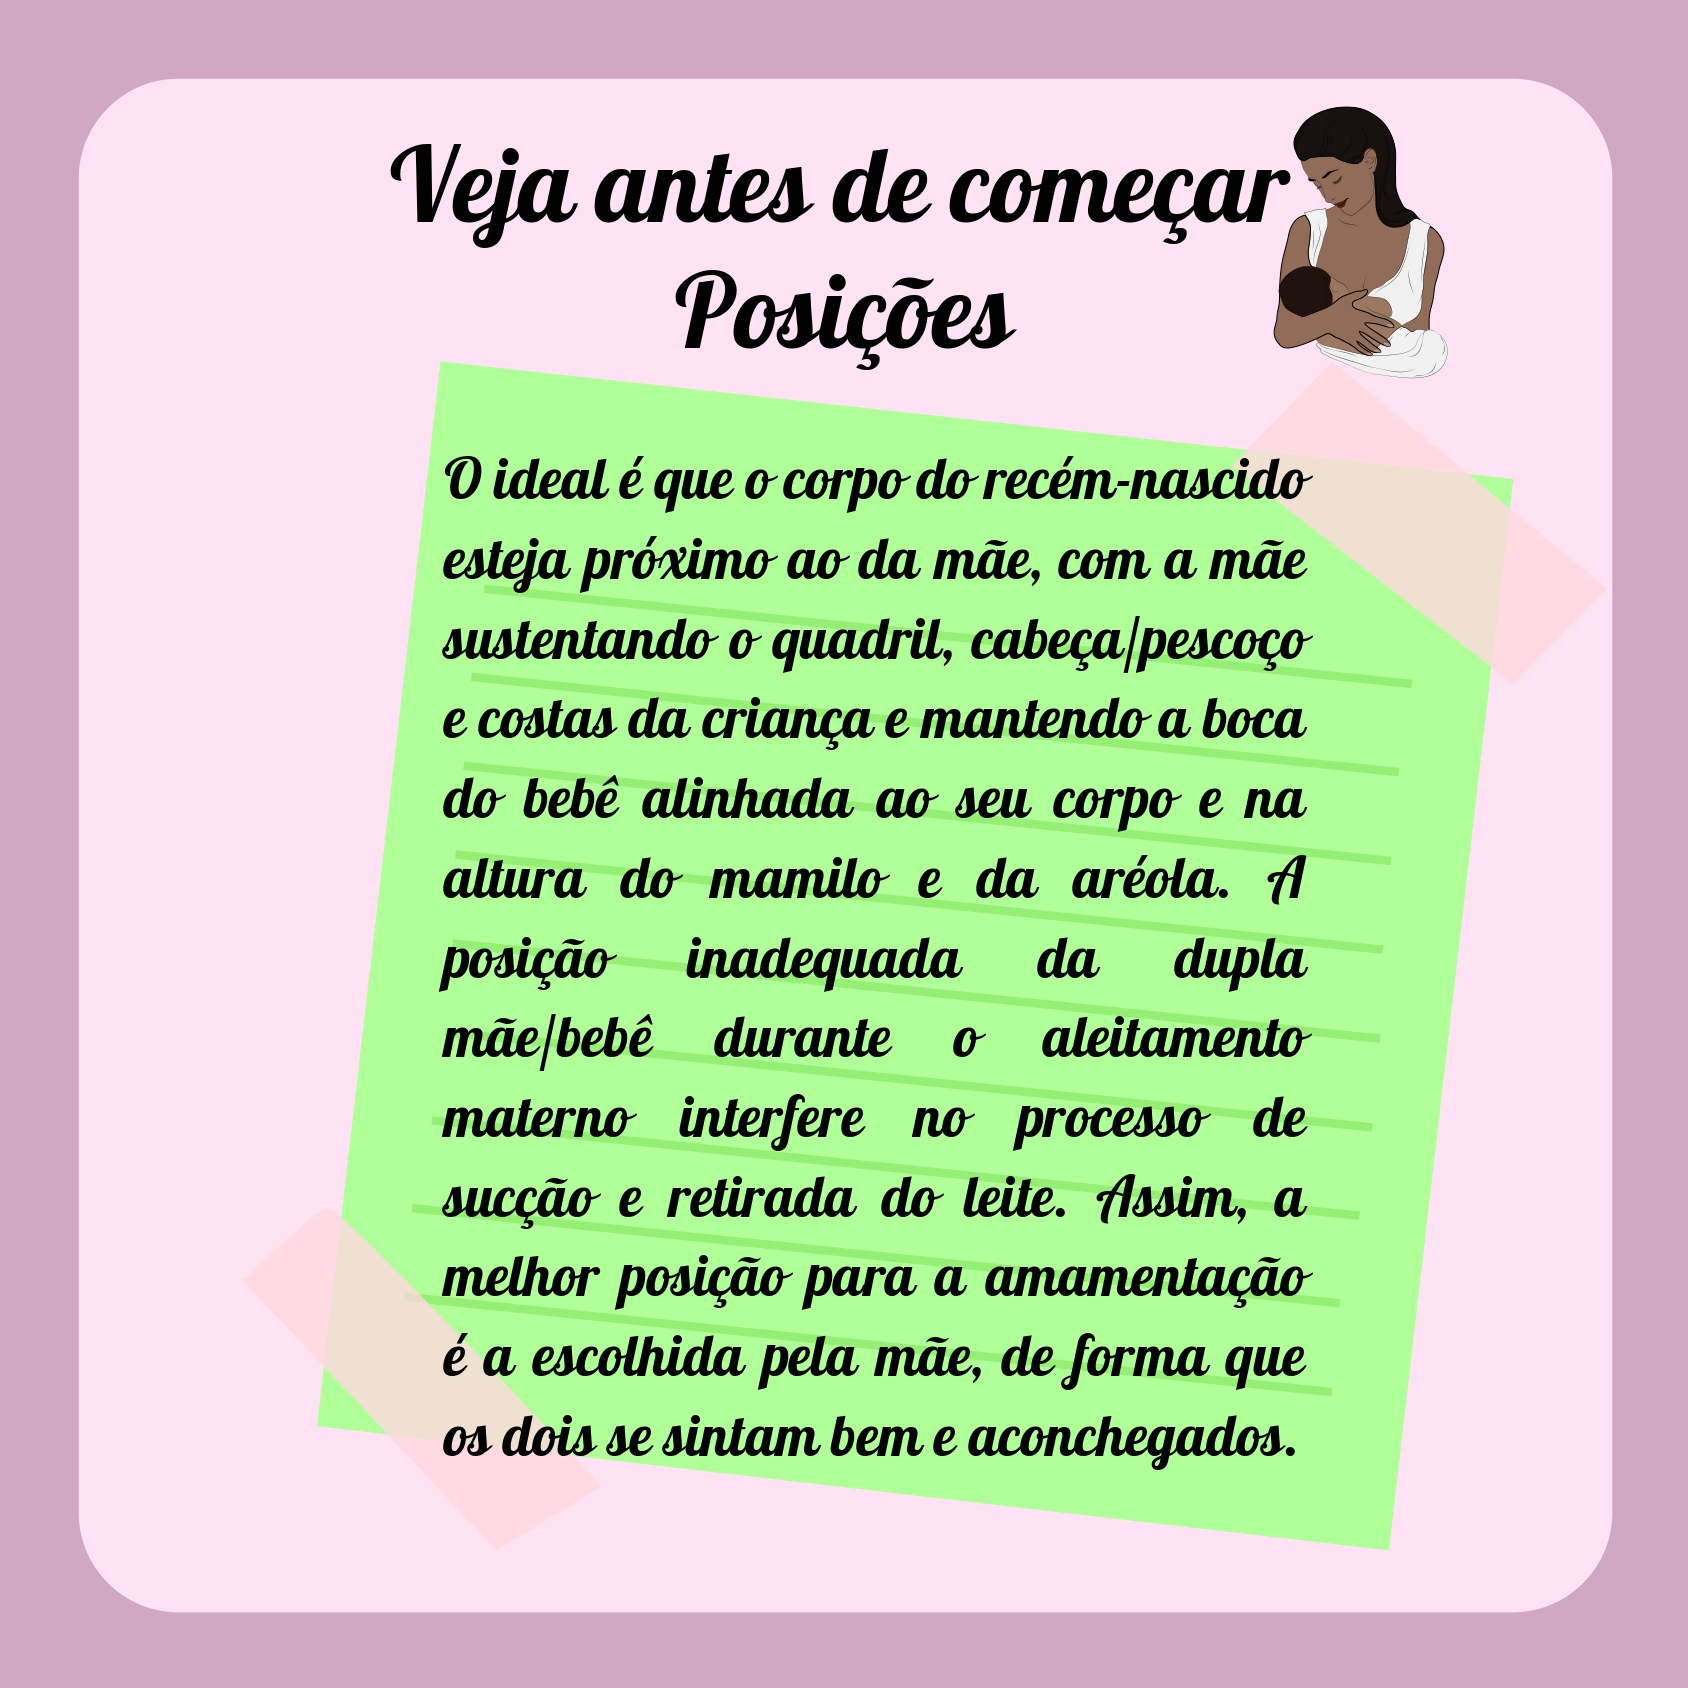 Veja antes de começar
Posições
O ideal é que o corpo do recém-nascido
esteja próximo ao da mãe, com a mãe
sustentando o quadril, cabeça/pescoço
e costas da criança e mantendo a boca
do bebê alinhada ao seu corpo e na
altura do mamilo e da aréola. A
posição inadequada da dupla
mãe/bebê durante o aleitamento
materno interfere no processo de
sucção e retirada do leite. Assim, a
melhor posição para a amamentação
é a escolhida pela mãe, de forma que
os dois se sintam bem e aconchegados.